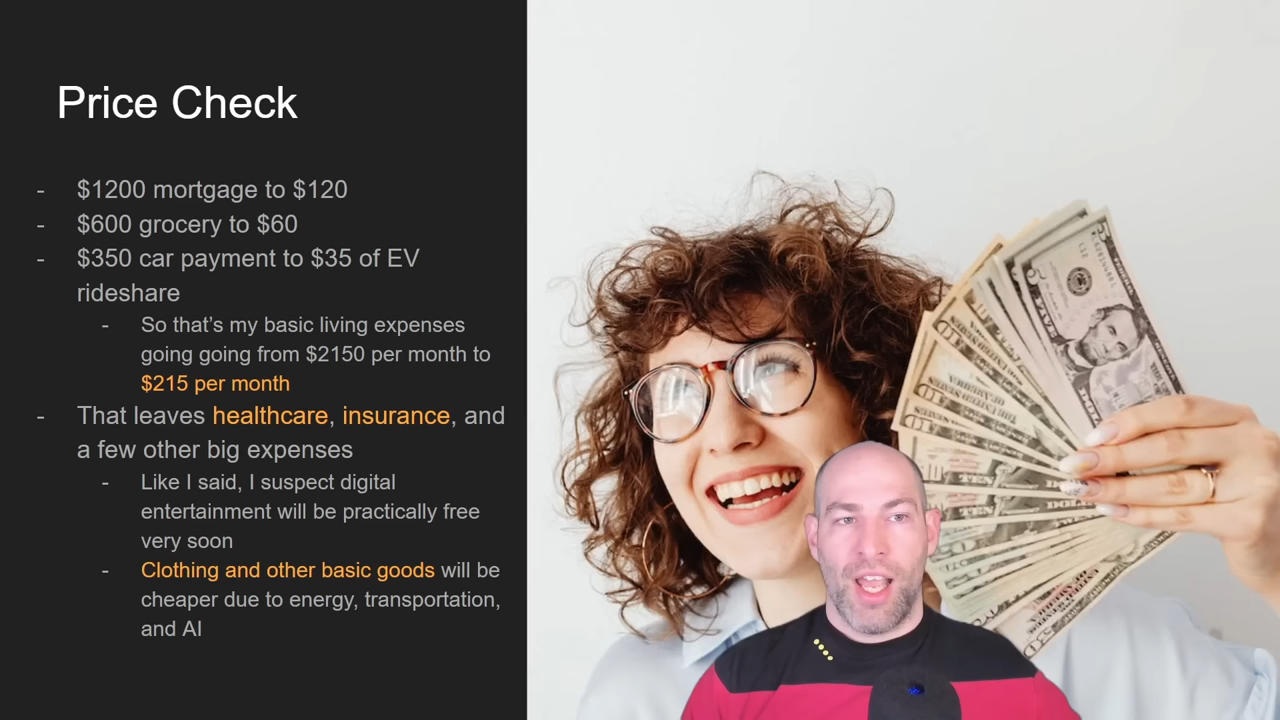 Price Check
- $1200 mortgage to $120
- $600 grocery to $60
- $350 car payment to $35 of EV
rideshare
- So that's my basic living expenses
going going from $2150 per month to
$215 per month
- That leaves healthcare, insurance, and
a few other big expenses
- Like I said, I suspect digital
entertainment will be practically free
very soon
- Clothing and other basic goods will be
cheaper due to energy, transportation,
and AI